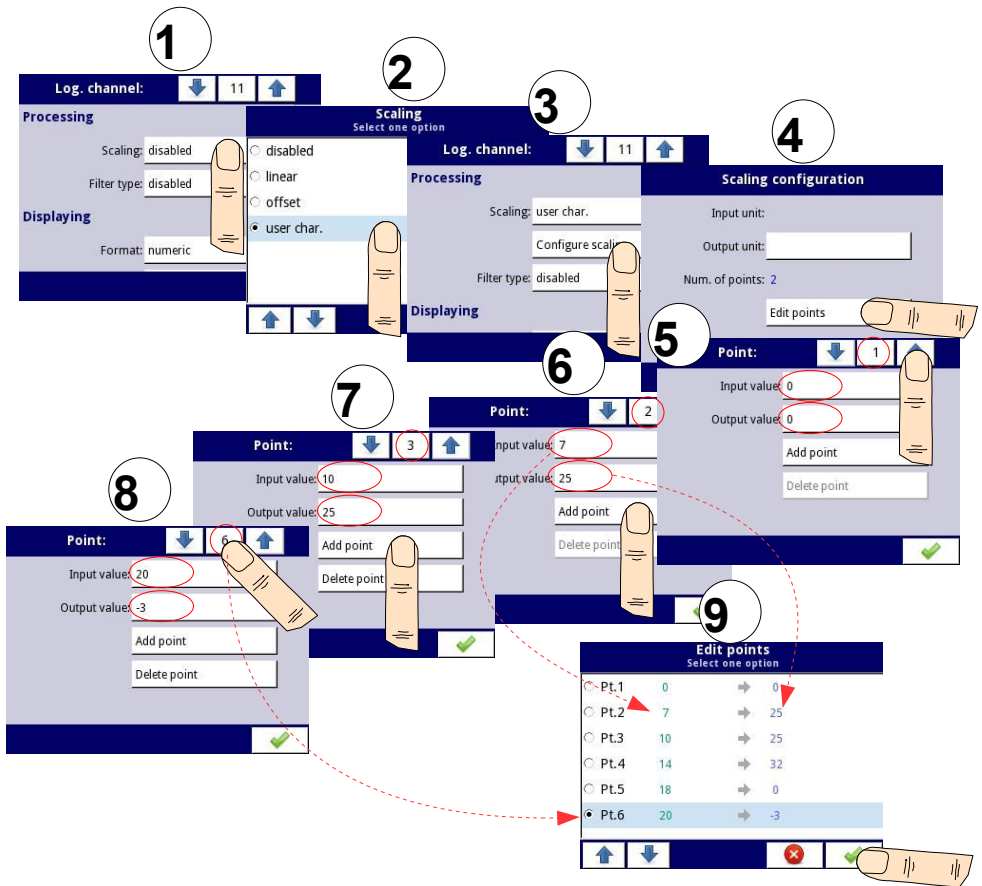 1
Log. channel:
11
Processing
Scaling: disabled
Filter type: disabled
Displaying
Format: numeric
2
Scaling
Select one option
disabled
linear
offset
user char.
3
Log. channel:
11
Processing
Scaling: user char.
Configure
Filter type: disabled
Displaying
4
Scaling configuration
Input unit:
Output unit:
Num. of points: 2
Edit points
5
Point:
1
Input value: 0
Output value: 0
Add point
Delete point
6
Point:
2
nput value: 7
utput value: 25
Add point
Delete point
7
Point:
3
Input value: 10
Output value: 25
Add point
Delete point
8
Point:
6
Input value: 20
Output value: -3
Add point
Delete point
9
Edit points
Select one option
Pt.1 0 0
Pt.2 7 25
Pt.3 10 25
Pt.4 14 32
Pt.5 18 0
Pt.6 20 -3